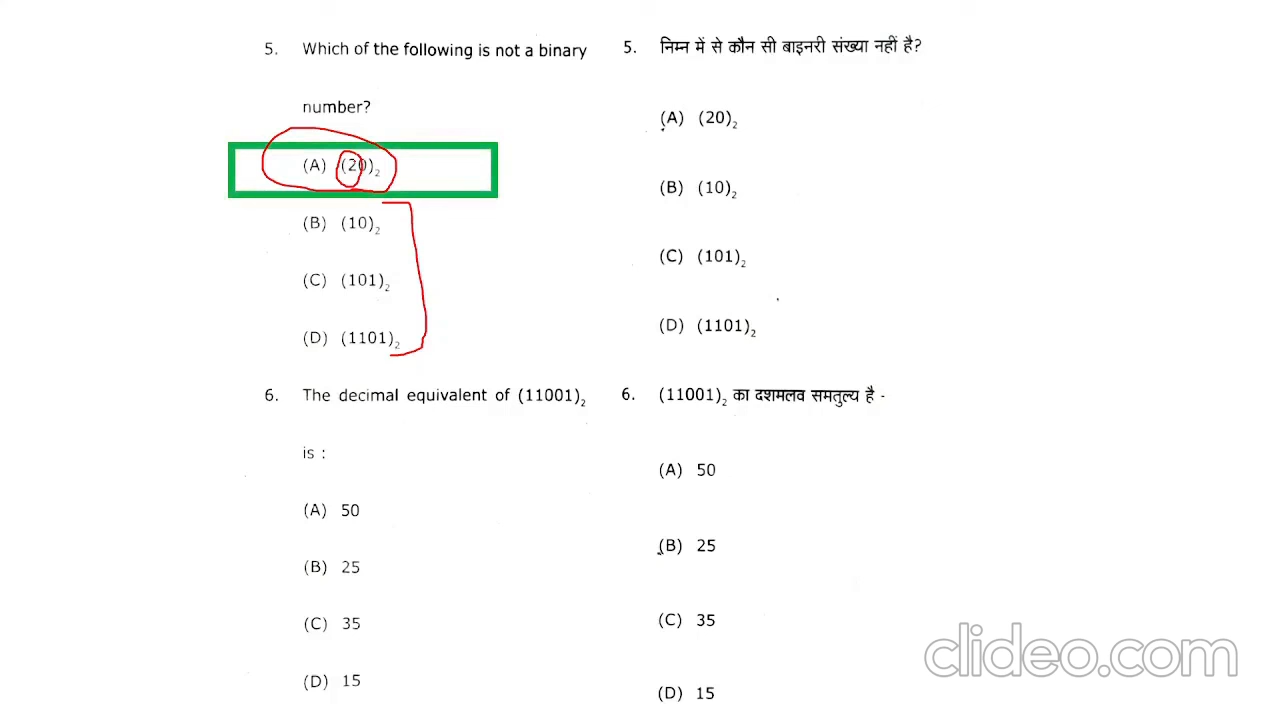 5. Which of the following is not a binary
number?
(A) (20)₂
(B) (10)₂
(C) (101)₂
(D) (1101)₂
6. The decimal equivalent of (11001)₂
is :
(A) 50
(B) 25
(C) 35
(D) 15
5. निम्न में से कौन सी बाइनरी संख्या नहीं है?
(A) (20)₂
(B) (10)₂
(C) (101)₂
(D) (1101)₂
6. (11001)₂ का दशमलव समतुल्य है -
(A) 50
(B) 25
(C) 35
(D) 15
clideo.com